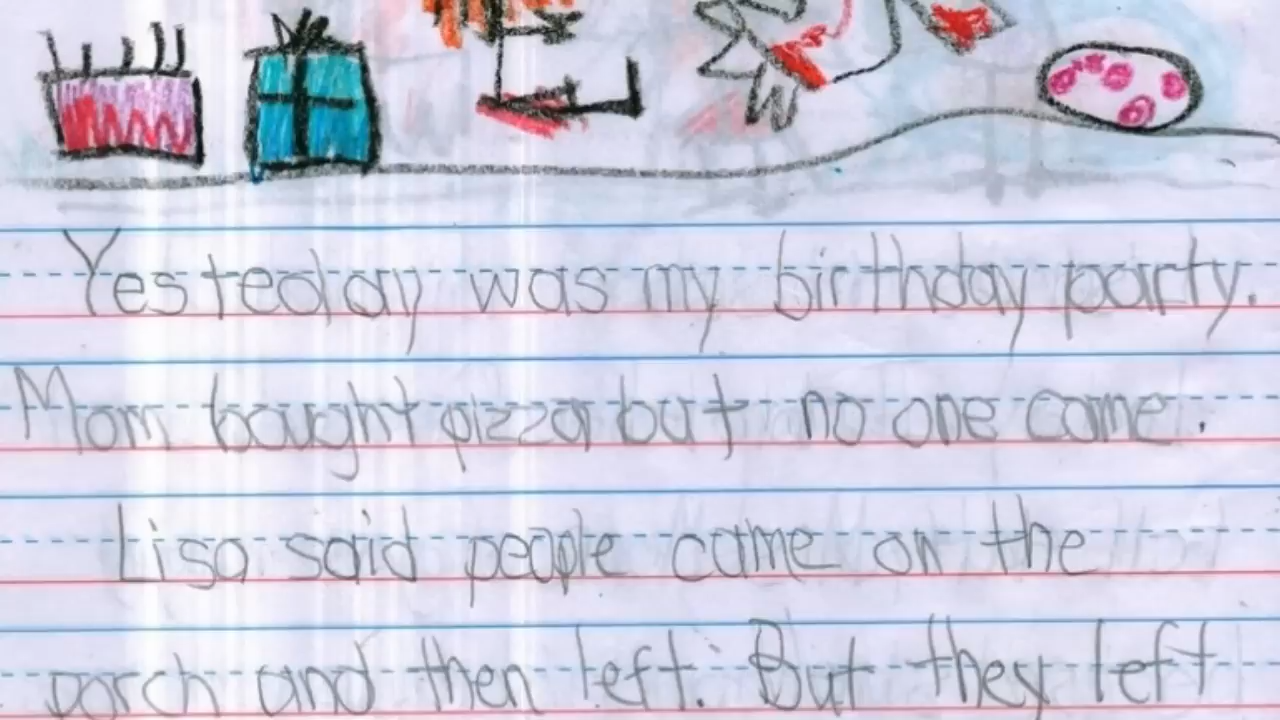 Yesteday was my birthday party.
Mom bought pizza but no one came.
Lisa said people came on the
porch and then left. But they left